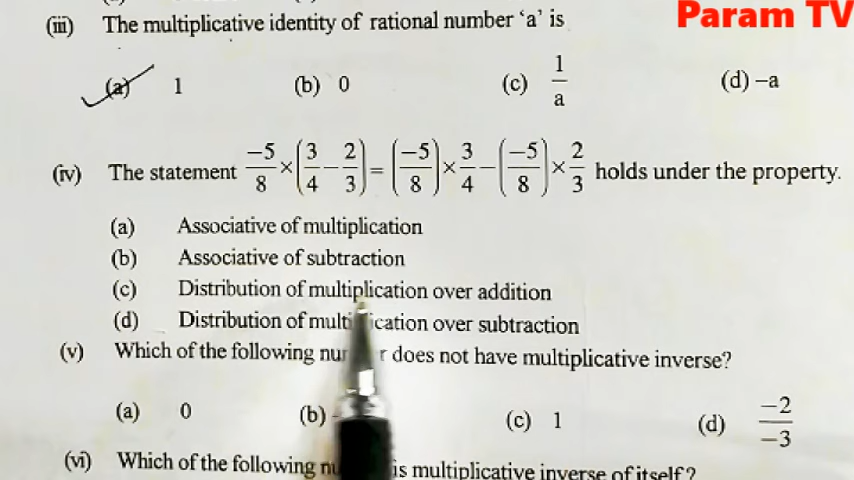 Param TV
(iii) The multiplicative identity of rational number ‘a’ is
(a) 1 (b) 0 (c) 1/a (d) –a
(iv) The statement −5/8 × (3/4 − 2/3) = (−5/8) × 3/4 − (−5/8) × 2/3 holds under the property.
(a) Associative of multiplication
(b) Associative of subtraction
(c) Distribution of multiplication over addition
(d) Distribution of multi ication over subtraction
(v) Which of the following nu r does not have multiplicative inverse?
(a) 0 (b) (c) 1 (d) −2/−3
(vi) Which of the following is multiplicative inverse of itself?